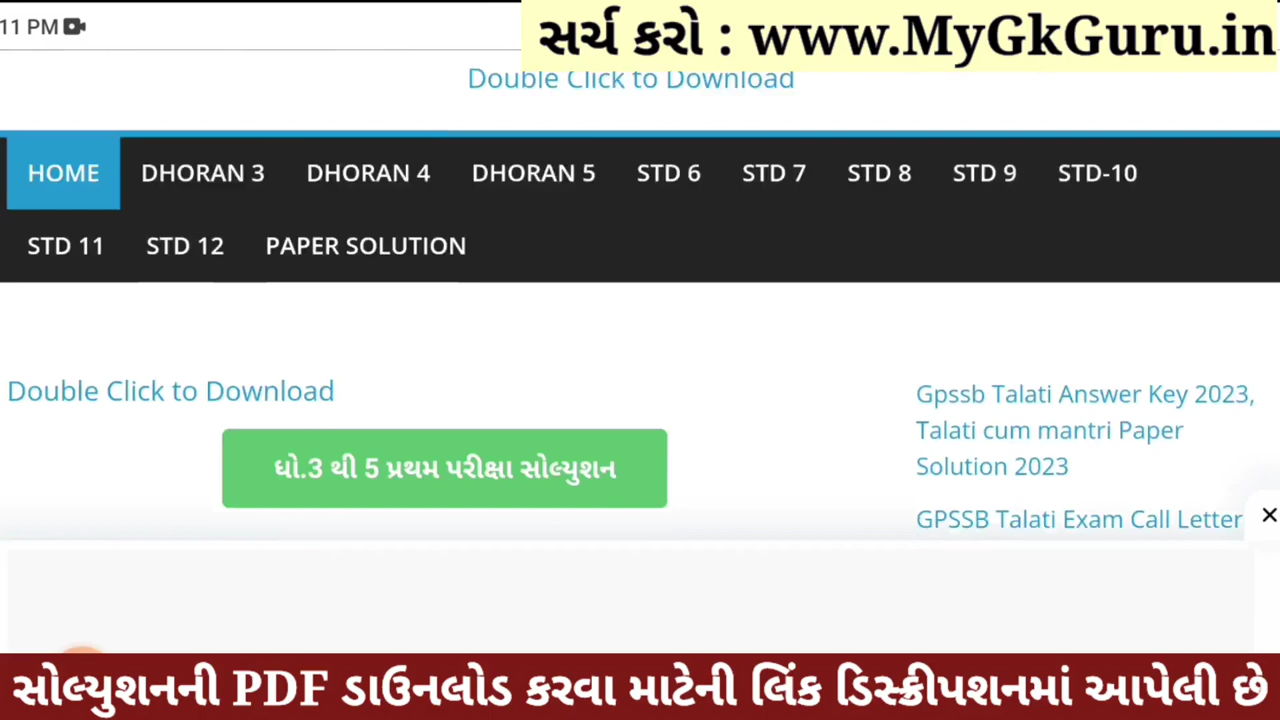 11 PM
સર્ચ કરો : www.MyGkGuru.in
Double Click to Download
HOME DHORAN 3 DHORAN 4 DHORAN 5 STD 6 STD 7 STD 8 STD 9 STD-10
STD 11 STD 12 PAPER SOLUTION
Double Click to Download
ધો.3 થી 5 પ્રથમ પરીક્ષા સોલ્યુશન
Gpssb Talati Answer Key 2023,
Talati cum mantri Paper
Solution 2023
GPSSB Talati Exam Call Letter
સોલ્યુશનની PDF ડાઉનલોડ કરવા માટેની લિંક ડિસ્ક્રીપશનમાં આપેલી છે